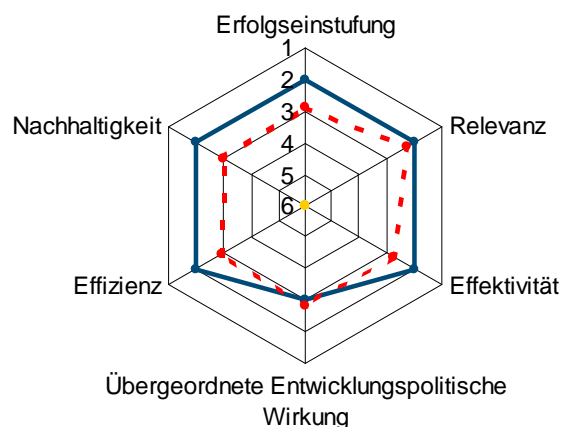 Erfolgseinstufung
1
2
3
4
5
6
Nachhaltigkeit
Relevanz
Effizienz
Effektivität
Übergeordnete Entwicklungspolitische
Wirkung